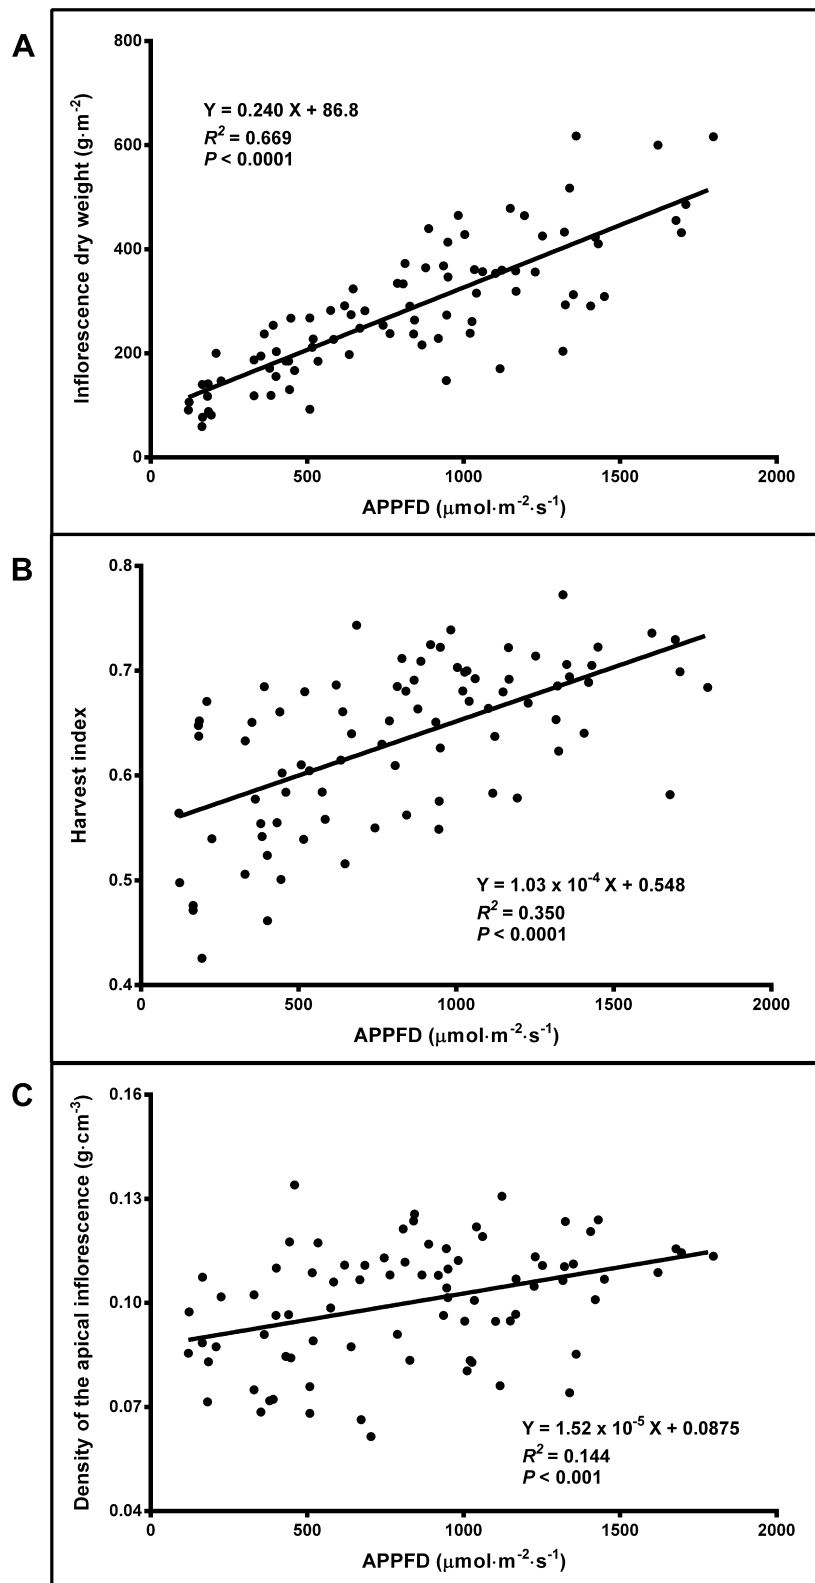 A
Inflorescence dry weight (g·m⁻²)
800
600
400
200
0
Y = 0.240 X + 86.8
R² = 0.669
P < 0.0001
0 500 1000 1500 2000
APPFD (μmol·m⁻²·s⁻¹)
B
Harvest index
0.8
0.7
0.6
0.5
0.4
Y = 1.03 x 10⁻⁴ X + 0.548
R² = 0.350
P < 0.0001
0 500 1000 1500 2000
APPFD (μmol·m⁻²·s⁻¹)
C
Density of the apical inflorescence (g·cm⁻³)
0.16
0.13
0.10
0.07
0.04
Y = 1.52 x 10⁻⁵ X + 0.0875
R² = 0.144
P < 0.001
0 500 1000 1500 2000
APPFD (μmol·m⁻²·s⁻¹)